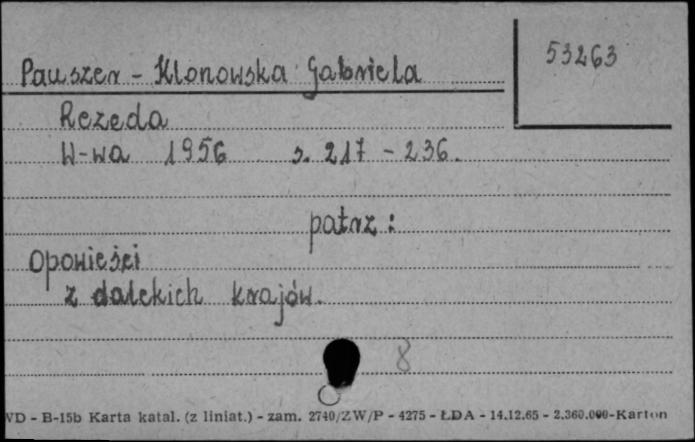 53263
Pauszer - Klonowska Gabriela
Rezeda
W-wa 1956 s. 217 - 236.
patrz:
Opowieści
z dalekich krajów.
8
WD - B-15b Karta katal. (z liniat.) - zam. 2740/ZW/P - 4275 - ŁDA - 14.12.65 - 2.360.000-Karton